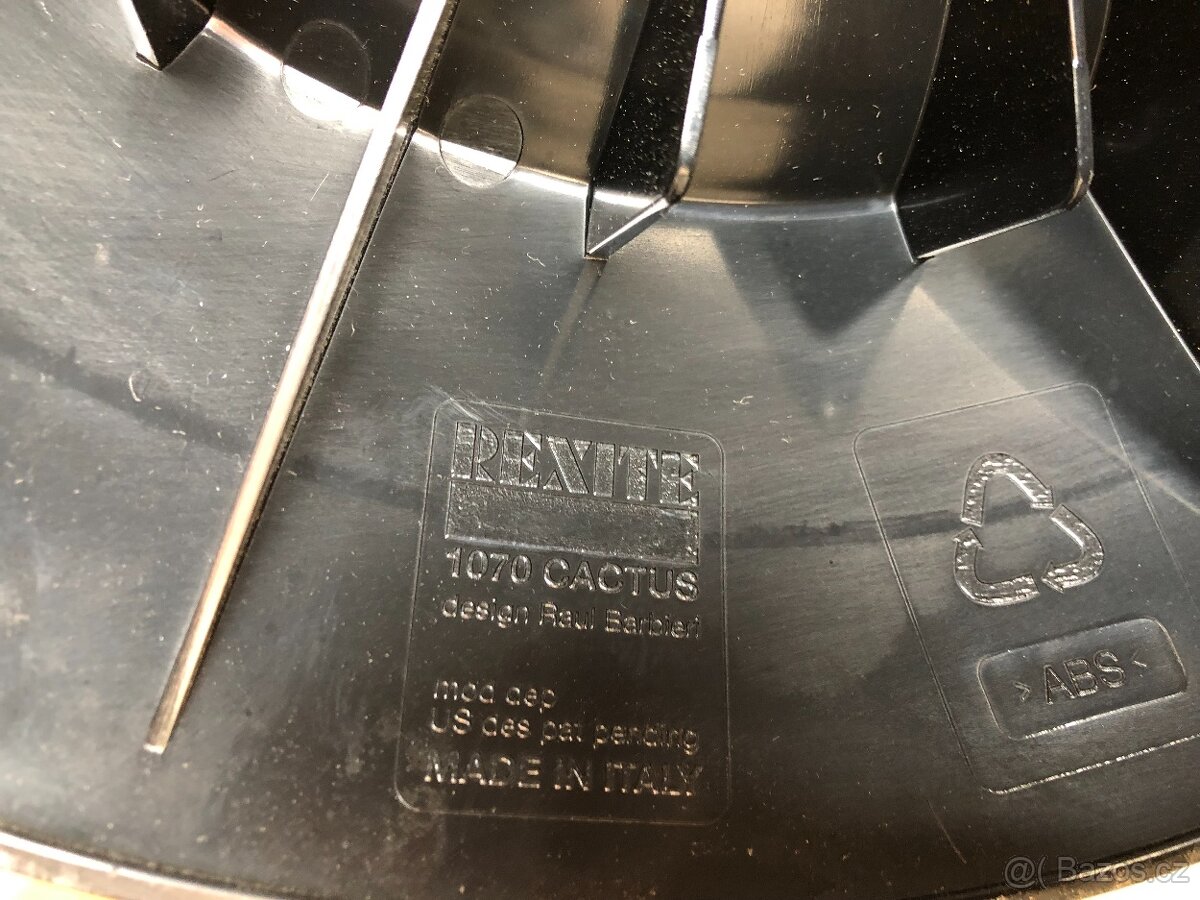 REXITE
1070 CACTUS
design Raul Barbieri
mod dep
US des pat pending
MADE IN ITALY
>ABS<
@( Bazos.cz